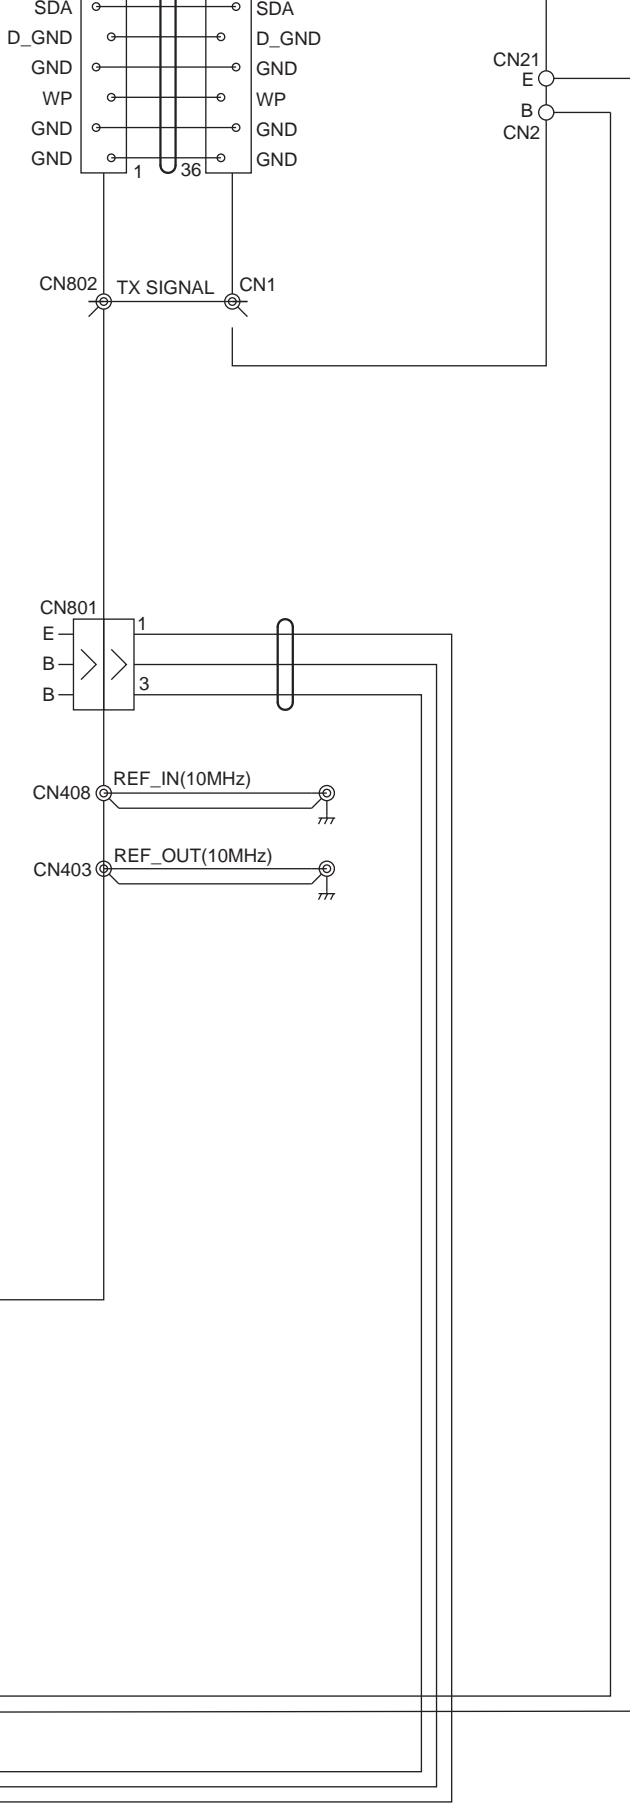 SDA SDA
D_GND D_GND
GND GND
WP WP
GND GND
GND GND
1 36
CN21
E
B
CN2
CN802 TX SIGNAL CN1
CN801
E 1
B
B 3
REF_IN(10MHz)
CN408
REF_OUT(10MHz)
CN403